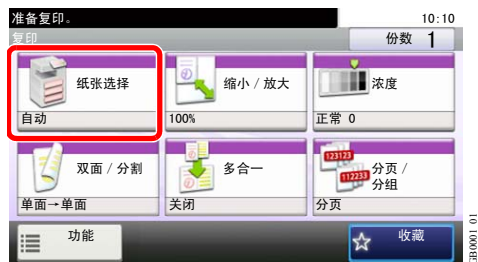 准备复印。 10:10
复印 份数 1
纸张选择 缩小 / 放大 浓度
自动 100% 正常 0
双面 / 分割 多合一 123123 112233 分页 /
分组
单面→单面 关闭 分页
功能 收藏